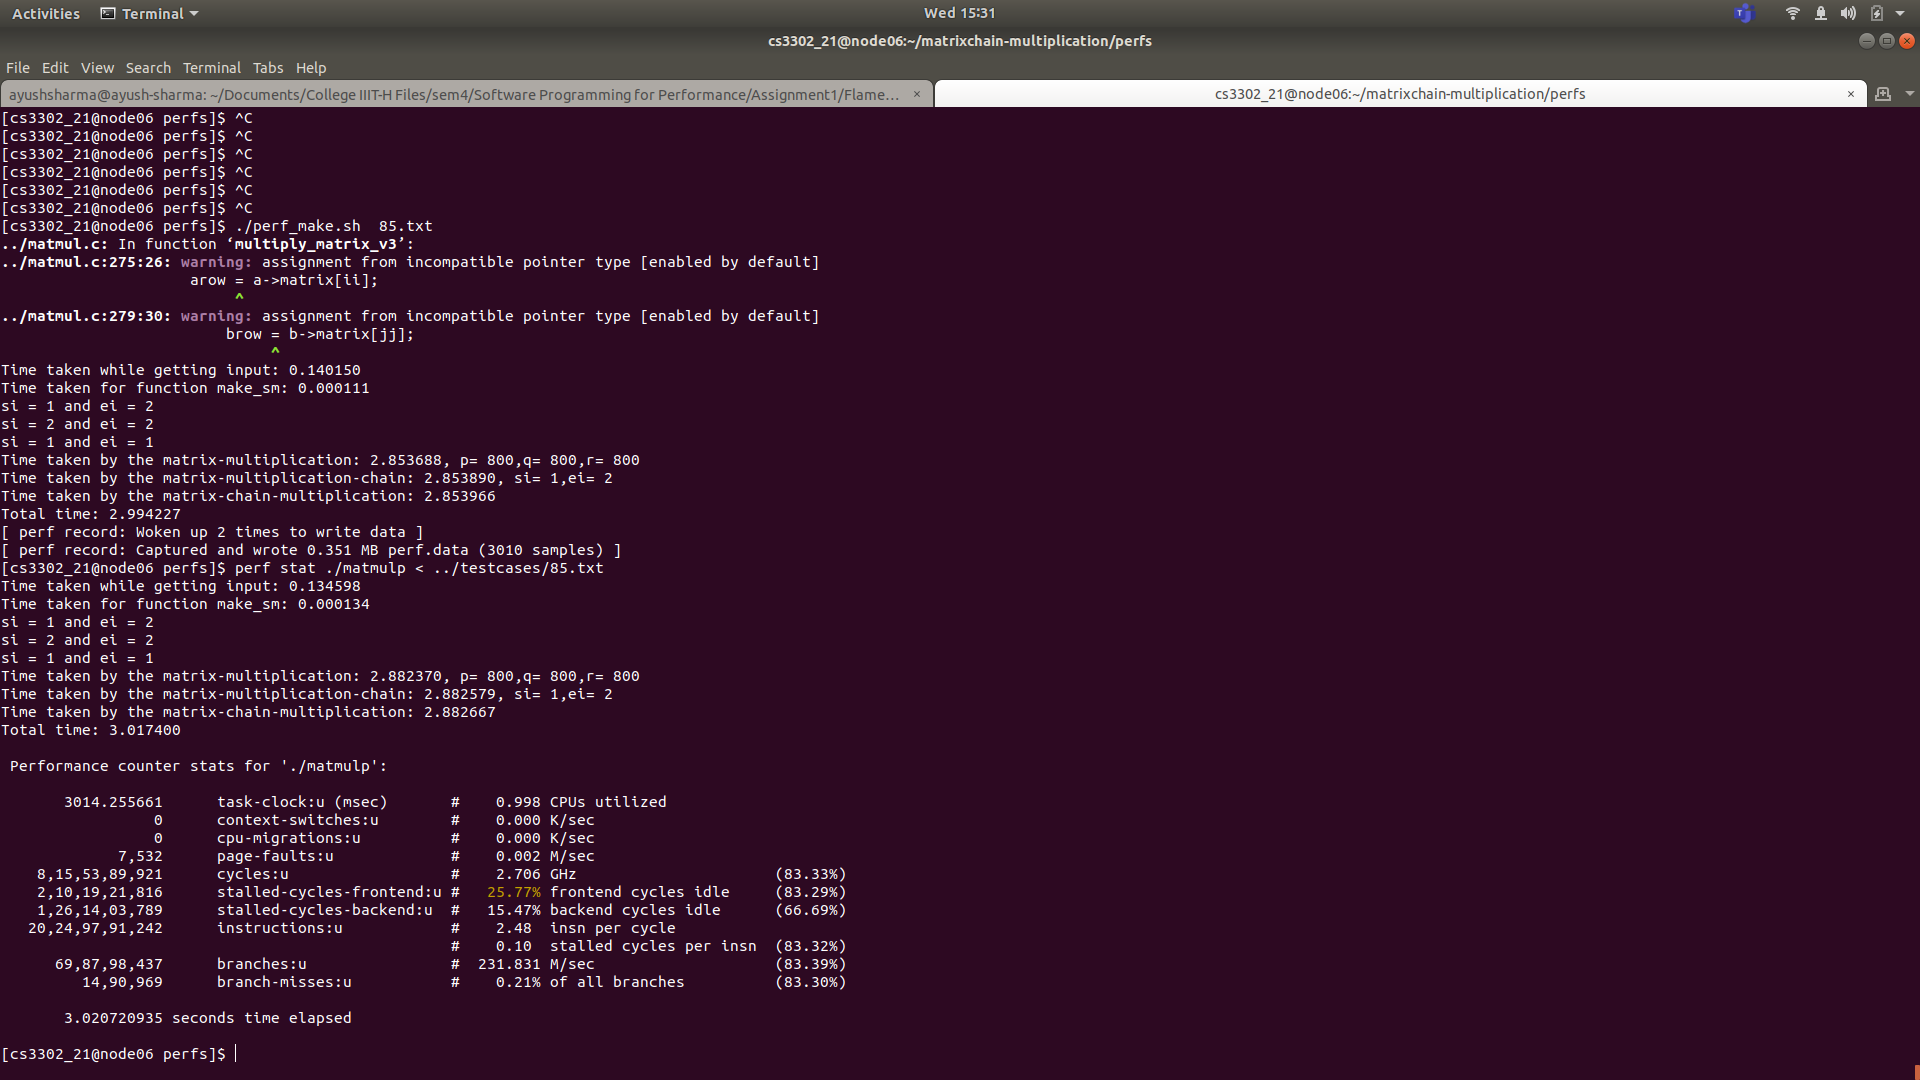 Activities Terminal Wed 15:31
cs3302_21@node06:~/matrixchain-multiplication/perfs
File Edit View Search Terminal Tabs Help
ayushsharma@ayush-sharma: ~/Documents/College IIIT-H Files/sem4/Software Programming for Performance/Assignment1/Flame... × cs3302_21@node06:~/matrixchain-multiplication/perfs ×
[cs3302_21@node06 perfs]$ ^C
[cs3302_21@node06 perfs]$ ^C
[cs3302_21@node06 perfs]$ ^C
[cs3302_21@node06 perfs]$ ^C
[cs3302_21@node06 perfs]$ ^C
[cs3302_21@node06 perfs]$ ^C
[cs3302_21@node06 perfs]$ ./perf_make.sh  85.txt
../matmul.c: In function ‘multiply_matrix_v3’:
../matmul.c:275:26: warning: assignment from incompatible pointer type [enabled by default]
                     arow = a->matrix[ii];
                          ^
../matmul.c:279:30: warning: assignment from incompatible pointer type [enabled by default]
                         brow = b->matrix[jj];
                              ^
Time taken while getting input: 0.140150
Time taken for function make_sm: 0.000111
si = 1 and ei = 2
si = 2 and ei = 2
si = 1 and ei = 1
Time taken by the matrix-multiplication: 2.853688, p= 800,q= 800,r= 800
Time taken by the matrix-multiplication-chain: 2.853890, si= 1,ei= 2
Time taken by the matrix-chain-multiplication: 2.853966
Total time: 2.994227
[ perf record: Woken up 2 times to write data ]
[ perf record: Captured and wrote 0.351 MB perf.data (3010 samples) ]
[cs3302_21@node06 perfs]$ perf stat ./matmulp < ../testcases/85.txt
Time taken while getting input: 0.134598
Time taken for function make_sm: 0.000134
si = 1 and ei = 2
si = 2 and ei = 2
si = 1 and ei = 1
Time taken by the matrix-multiplication: 2.882370, p= 800,q= 800,r= 800
Time taken by the matrix-multiplication-chain: 2.882579, si= 1,ei= 2
Time taken by the matrix-chain-multiplication: 2.882667
Total time: 3.017400
 Performance counter stats for './matmulp':
       3014.255661      task-clock:u (msec)       #    0.998 CPUs utilized
                 0      context-switches:u        #    0.000 K/sec
                 0      cpu-migrations:u          #    0.000 K/sec
             7,532      page-faults:u             #    0.002 M/sec
    8,15,53,89,921      cycles:u                  #    2.706 GHz                      (83.33%)
    2,10,19,21,816      stalled-cycles-frontend:u #   25.77% frontend cycles idle     (83.29%)
    1,26,14,03,789      stalled-cycles-backend:u  #   15.47% backend cycles idle      (66.69%)
   20,24,97,91,242      instructions:u            #    2.48  insn per cycle
                                                  #    0.10  stalled cycles per insn  (83.32%)
      69,87,98,437      branches:u                #  231.831 M/sec                    (83.39%)
         14,90,969      branch-misses:u           #    0.21% of all branches          (83.30%)
       3.020720935 seconds time elapsed
[cs3302_21@node06 perfs]$